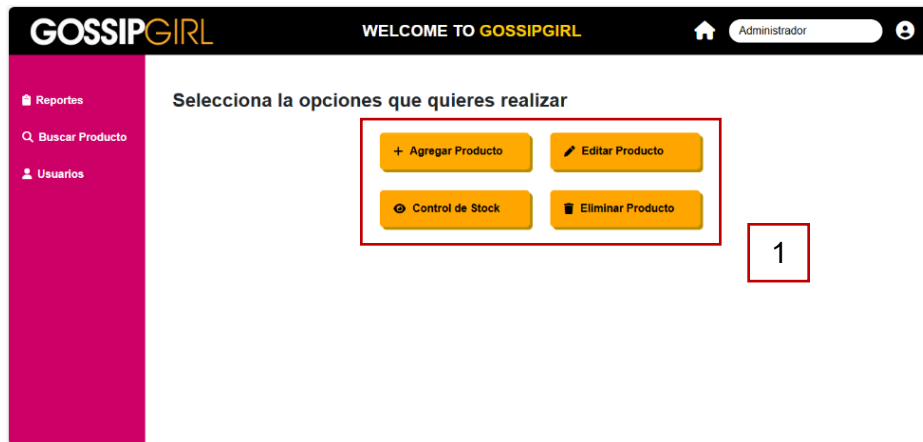 GOSSIPGIRL WELCOME TO GOSSIPGIRL Administrador
Reportes
Buscar Producto
Usuarios
Selecciona la opciones que quieres realizar
Agregar Producto Editar Producto
Control de Stock Eliminar Producto
1